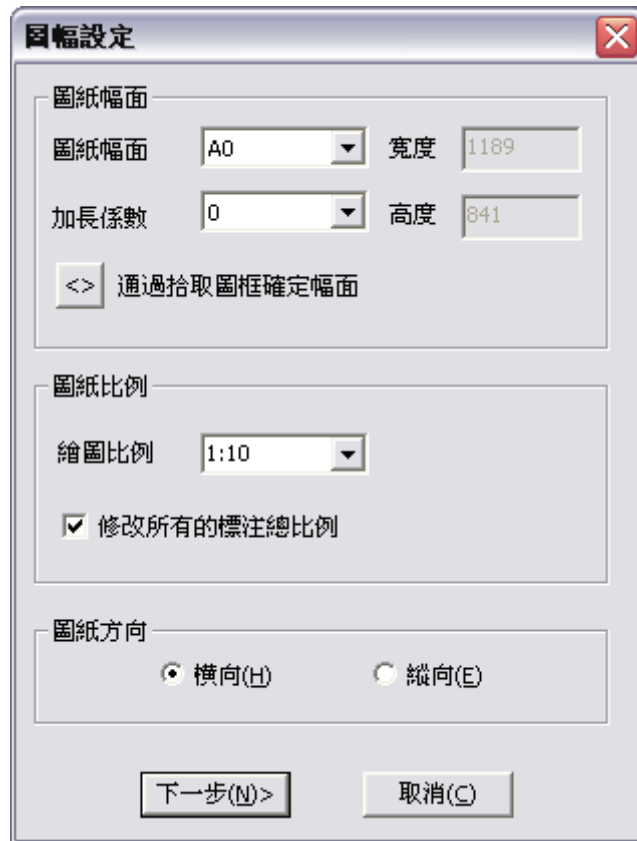 圖幅設定
圖紙幅面
圖紙幅面 A0 寬度 1189
加長係數 0 高度 841
<> 通過拾取圖框確定幅面
圖紙比例
繪圖比例 1:10
修改所有的標注總比例
圖紙方向
橫向(H) 縱向(E)
下一步(N)> 取消(C)